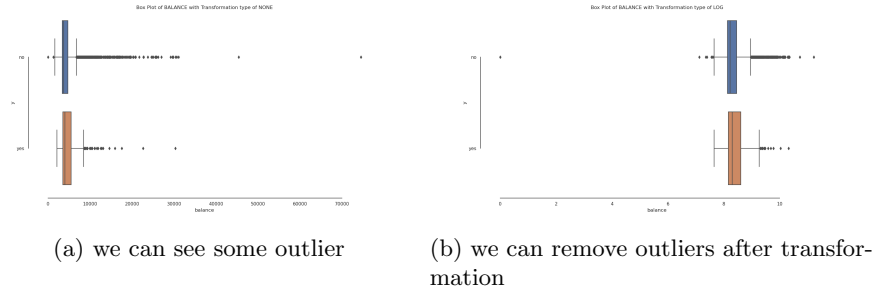 Box Plot of BALANCE with Transformation type of NONE
no
y
yes
0 10000 20000 30000 40000 50000 60000 70000
balance
(a) we can see some outlier
Box Plot of BALANCE with Transformation type of LOG
no
y
yes
0 2 4 6 8 10
balance
(b) we can remove outliers after transfor-
mation